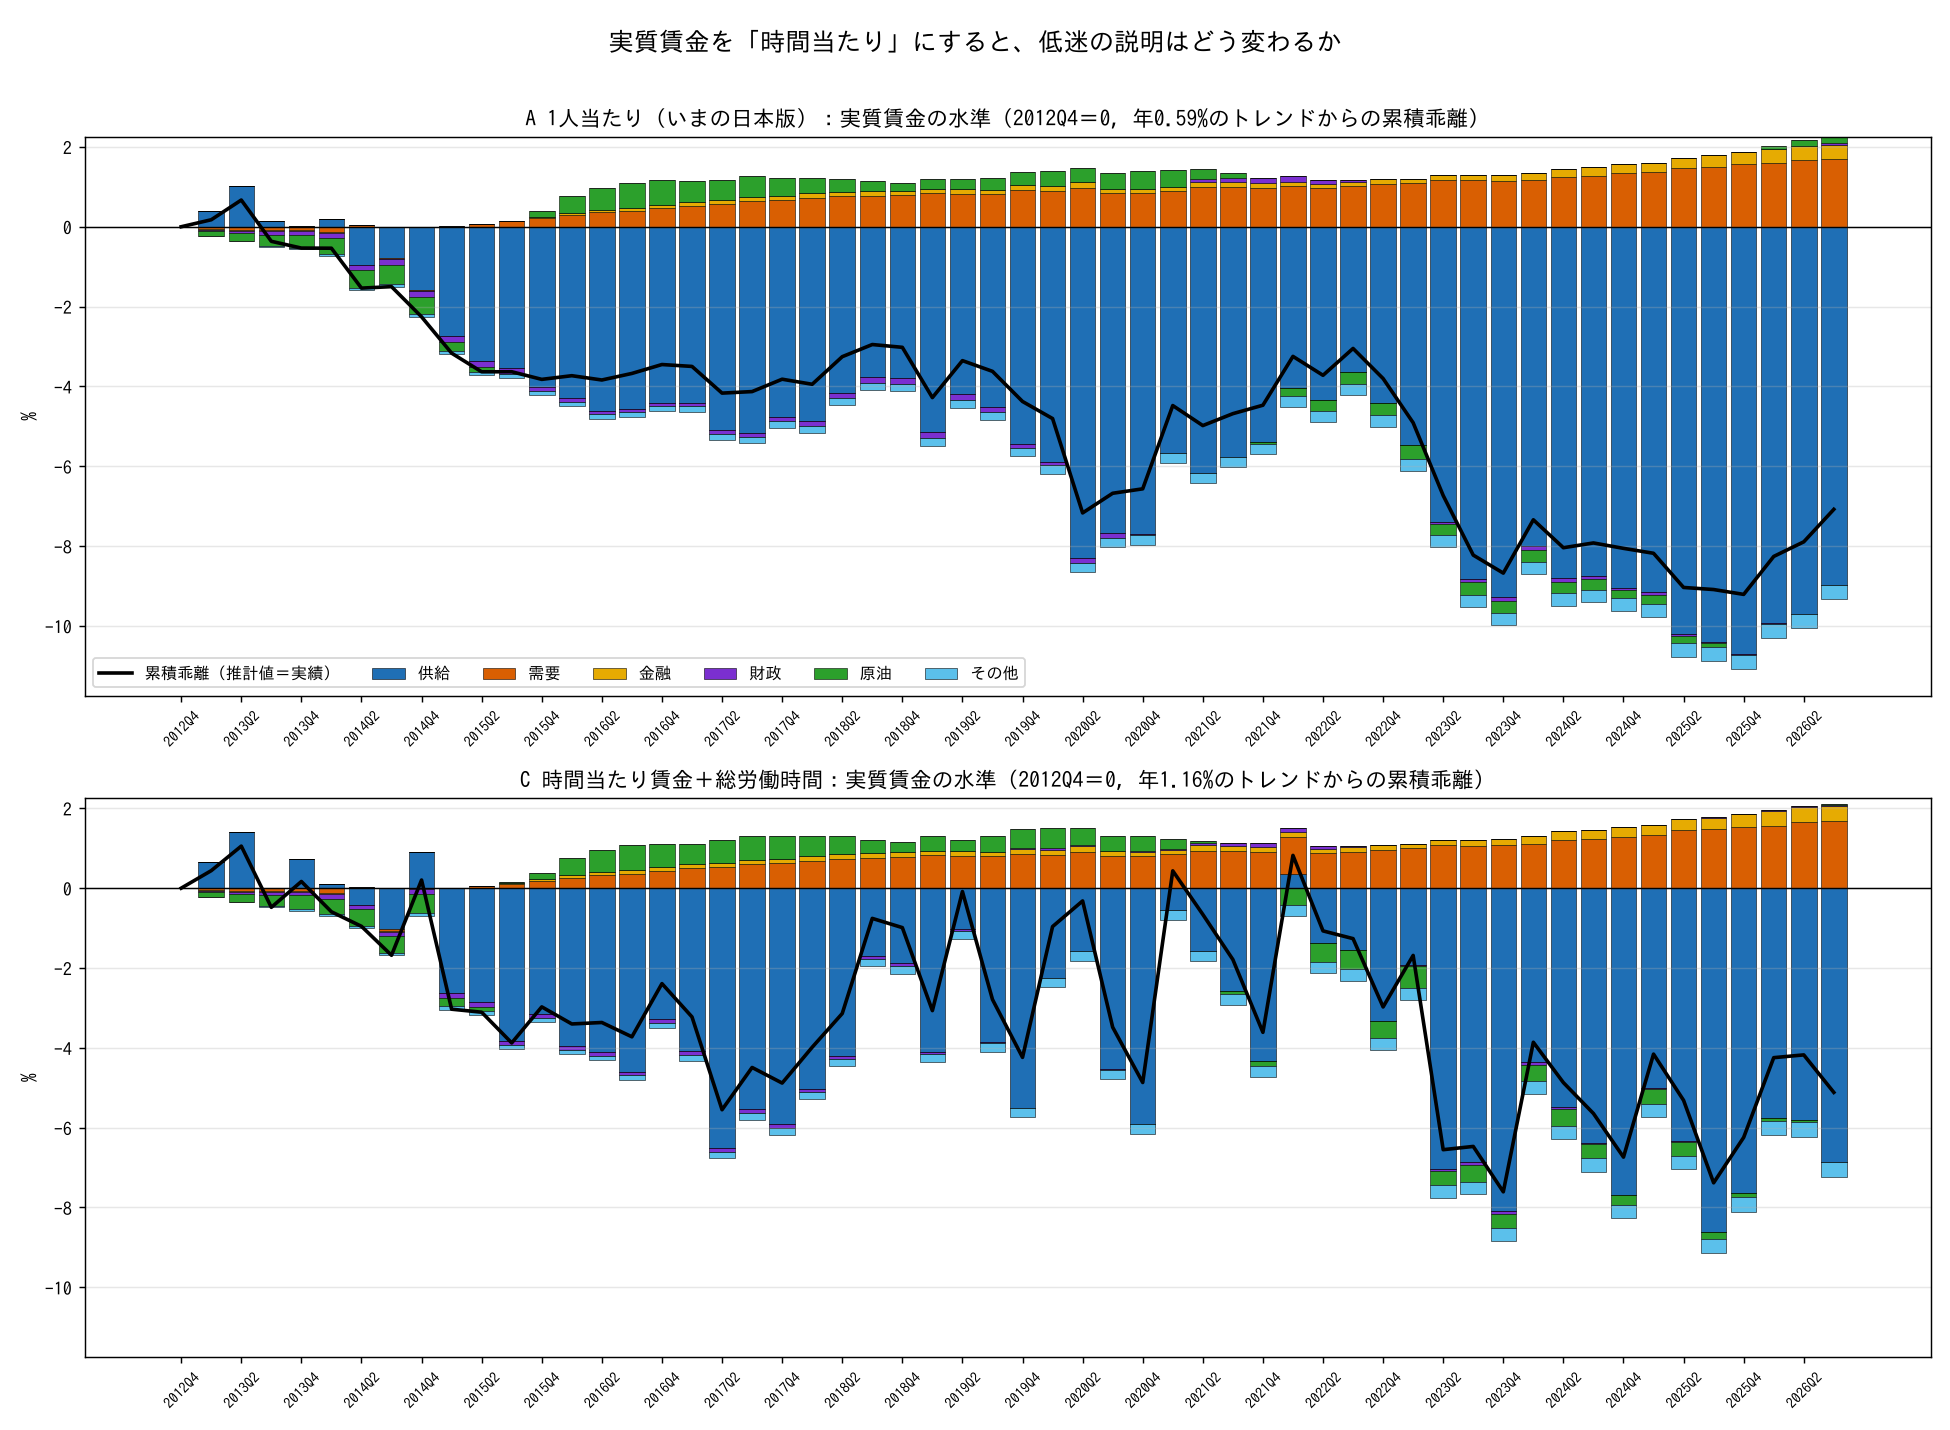 実質賃金を「時間当たり」にすると、低迷の説明はどう変わるか
A 1人当たり（いまの日本版）：実質賃金の水準（2012Q4＝0, 年0.59%のトレンドからの累積乖離）
2
0
−2
−4
−6
−8
−10
%
累積乖離（推計値＝実績） 供給 需要 金融 財政 原油 その他
2012Q4 2013Q2 2013Q4 2014Q2 2014Q4 2015Q2 2015Q4 2016Q2 2016Q4 2017Q2 2017Q4 2018Q2 2018Q4 2019Q2 2019Q4 2020Q2 2020Q4 2021Q2 2021Q4 2022Q2 2022Q4 2023Q2 2023Q4 2024Q2 2024Q4 2025Q2 2025Q4 2026Q2
C 時間当たり賃金＋総労働時間：実質賃金の水準（2012Q4＝0, 年1.16%のトレンドからの累積乖離）
2
0
−2
−4
−6
−8
−10
%
2012Q4 2013Q2 2013Q4 2014Q2 2014Q4 2015Q2 2015Q4 2016Q2 2016Q4 2017Q2 2017Q4 2018Q2 2018Q4 2019Q2 2019Q4 2020Q2 2020Q4 2021Q2 2021Q4 2022Q2 2022Q4 2023Q2 2023Q4 2024Q2 2024Q4 2025Q2 2025Q4 2026Q2